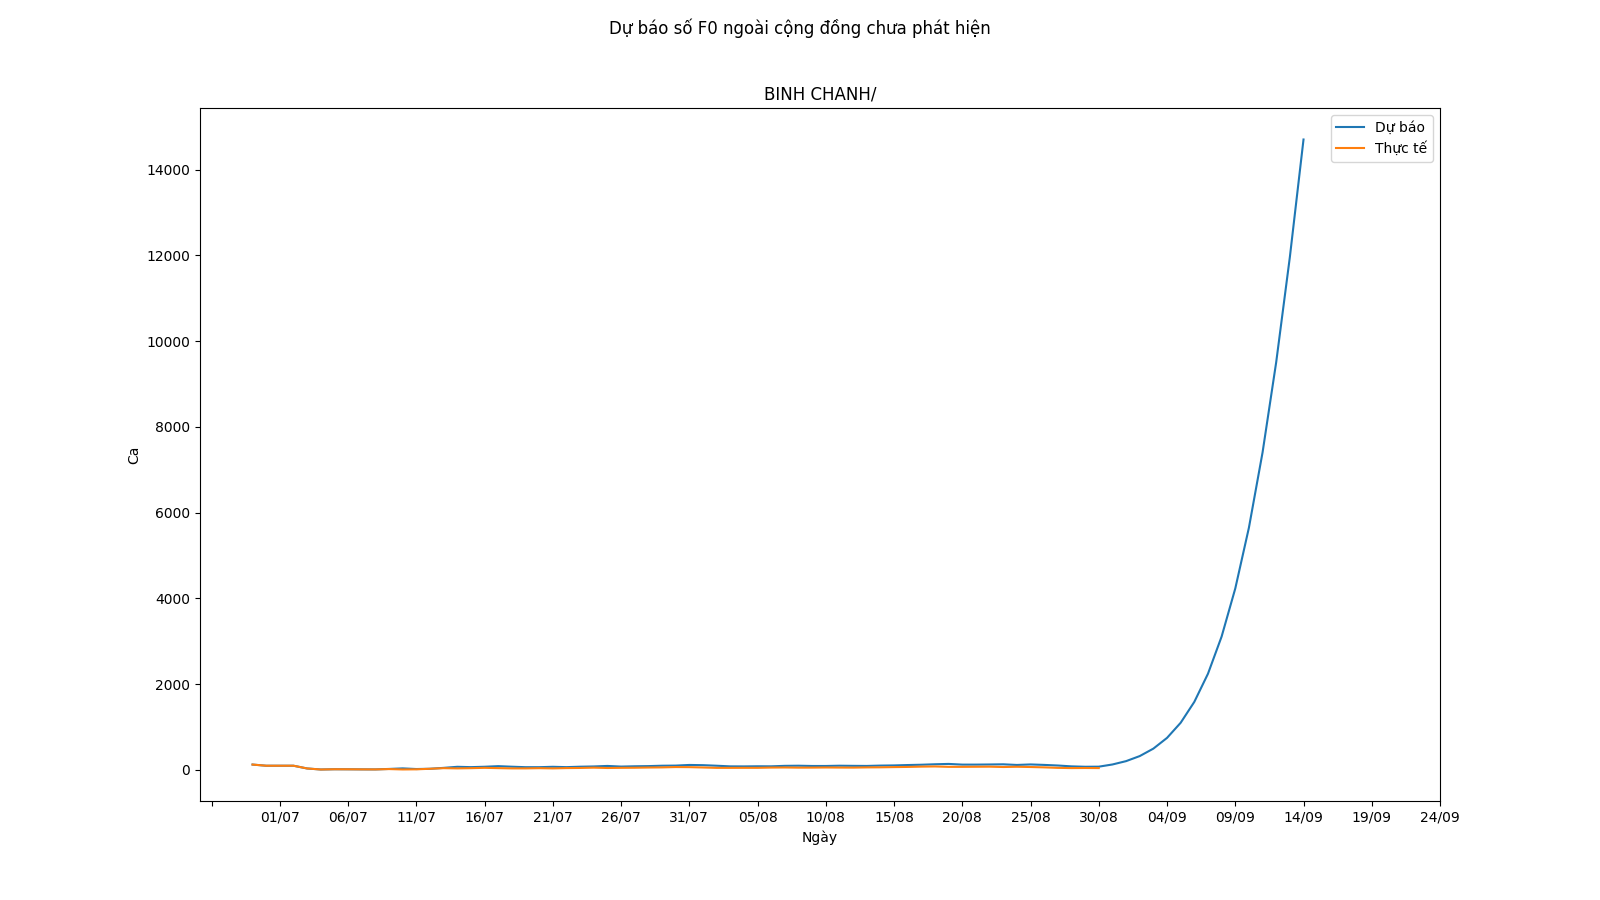 Dự báo số F0 ngoài cộng đồng chưa phát hiện
BINH CHANH/
Dự báo
Thực tế
14000
12000
10000
8000
6000
4000
2000
0
Ca
01/07 06/07 11/07 16/07 21/07 26/07 31/07 05/08 10/08 15/08 20/08 25/08 30/08 04/09 09/09 14/09 19/09 24/09
Ngày